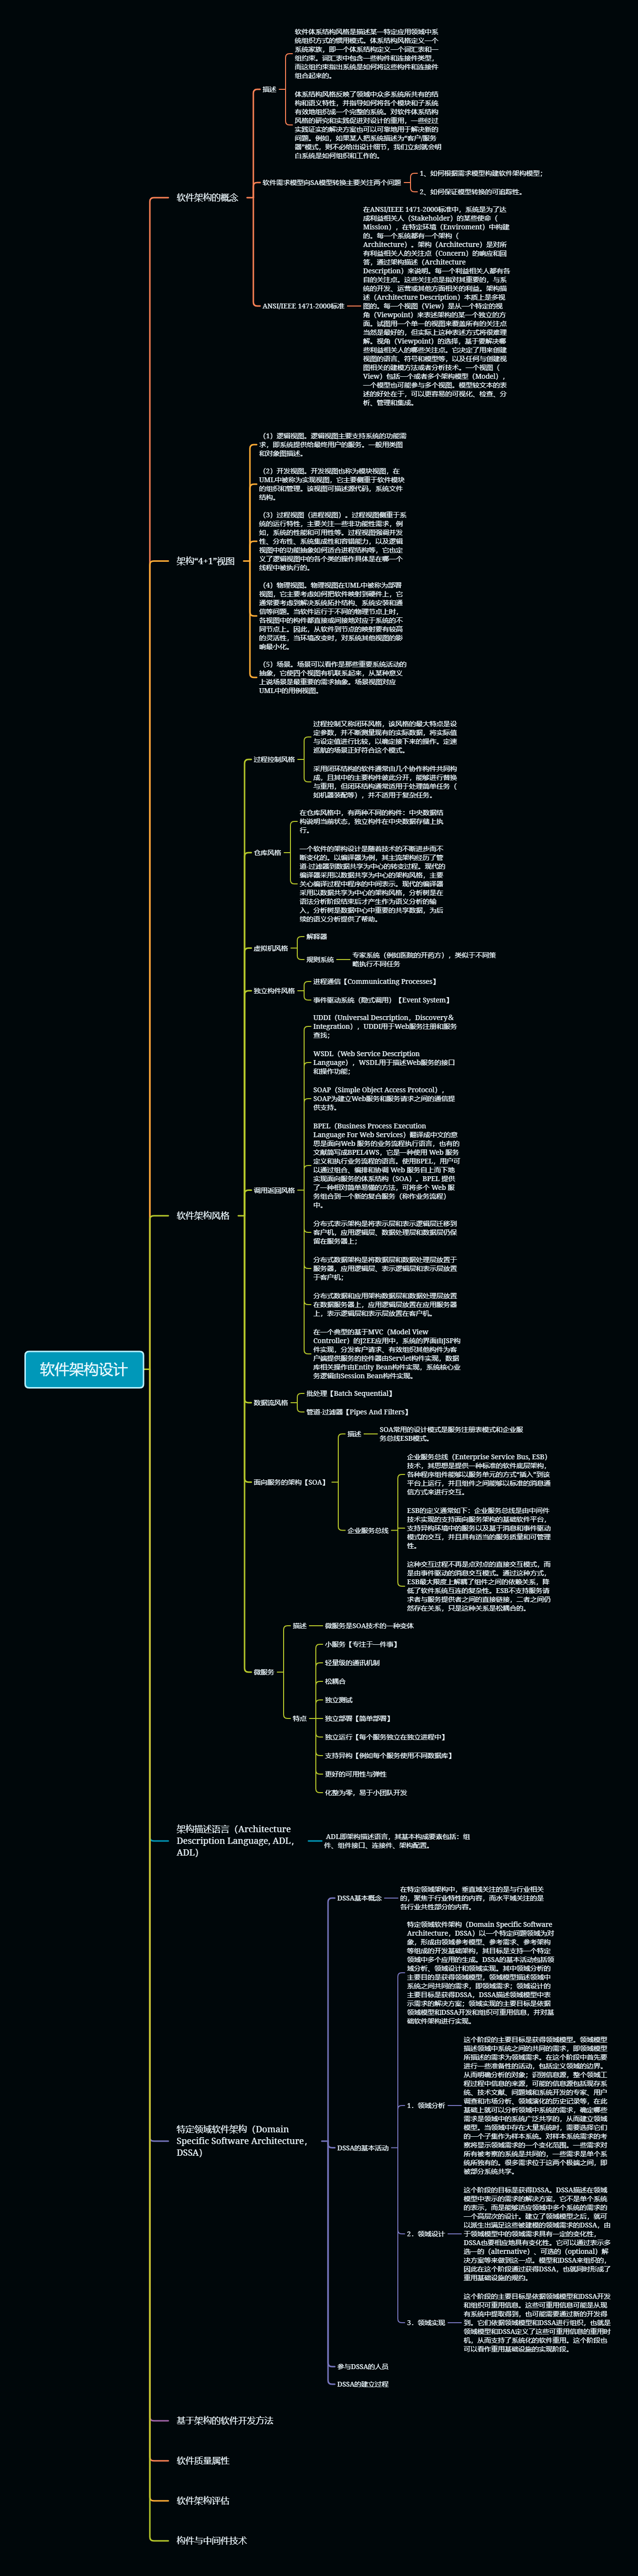 软件架构设计
软件架构的概念
描述
软件体系结构风格是描述某一特定应用领域中系
统组织方式的惯用模式。体系结构风格定义一个
系统家族，即一个体系结构定义一个词汇表和一
组约束。词汇表中包含一些构件和连接件类型，
而这组约束指出系统是如何将这些构件和连接件
组合起来的。
体系结构风格反映了领域中众多系统所共有的结
构和语义特性，并指导如何将各个模块和子系统
有效地组织成一个完整的系统。对软件体系结构
风格的研究和实践促进对设计的重用，一些经过
实践证实的解决方案也可以可靠地用于解决新的
问题。例如，如果某人把系统描述为“客户/服务
器”模式，则不必给出设计细节，我们立刻就会明
白系统是如何组织和工作的。
软件需求模型向SA模型转换主要关注两个问题
1、如何根据需求模型构建软件架构模型；
2、如何保证模型转换的可追踪性。
ANSI/IEEE 1471-2000标准
在ANSI/IEEE 1471-2000标准中，系统是为了达
成利益相关人（Stakeholder）的某些使命（
Mission），在特定环境（Enviroment）中构建
的。每一个系统都有一个架构（
Architecture）。架构（Architecture）是对所
有利益相关人的关注点（Concern）的响应和回
答，通过架构描述（Architecture
Description）来说明。每一个利益相关人都有各
自的关注点。这些关注点是指对其重要的，与系
统的开发、运营或其他方面相关的利益。架构描
述（Architecture Description）本质上是多视
图的。每一个视图（View）是从一个特定的视
角（Viewpoint）来表述架构的某一个独立的方
面。试图用一个单一的视图来覆盖所有的关注点
当然是最好的，但实际上这种表述方式将很难理
解。视角（Viewpoint）的选择，基于要解决哪
些利益相关人的哪些关注点。它决定了用来创建
视图的语言、符号和模型等，以及任何与创建视
图相关的建模方法或者分析技术。一个视图（
View）包括一个或者多个架构模型（Model），
一个模型也可能参与多个视图。模型较文本的表
述的好处在于，可以更容易的可视化、检查、分
析、管理和集成。
架构“4+1”视图
（1）逻辑视图。逻辑视图主要支持系统的功能需
求，即系统提供给最终用户的服务。一般用类图
和对象图描述。
（2）开发视图。开发视图也称为模块视图，在
UML中被称为实现视图，它主要侧重于软件模块
的组织和管理。该视图可描述源代码，系统文件
结构。
（3）过程视图（进程视图）。过程视图侧重于系
统的运行特性，主要关注一些非功能性需求，例
如，系统的性能和可用性等。过程视图强调并发
性、分布性、系统集成性和容错能力，以及逻辑
视图中的功能抽象如何适合进程结构等，它也定
义了逻辑视图中的各个类的操作具体是在哪一个
线程中被执行的。
（4）物理视图。物理视图在UML中被称为部署
视图，它主要考虑如何把软件映射到硬件上，它
通常要考虑到解决系统拓扑结构、系统安装和通
信等问题。当软件运行于不同的物理节点上时，
各视图中的构件都直接或间接地对应于系统的不
同节点上。因此，从软件到节点的映射要有较高
的灵活性，当环境改变时，对系统其他视图的影
响最小化。
（5）场景。场景可以看作是那些重要系统活动的
抽象，它使四个视图有机联系起来，从某种意义
上说场景是最重要的需求抽象。场景视图对应
UML中的用例视图。
软件架构风格
过程控制风格
过程控制又称闭环风格，该风格的最大特点是设
定参数，并不断测量现有的实际数据，将实际值
与设定值进行比较，以确定接下来的操作。定速
巡航的场景正好符合这个模式。
采用闭环结构的软件通常由几个协作构件共同构
成，且其中的主要构件彼此分开，能够进行替换
与重用，但闭环结构通常适用于处理简单任务（
如机器装配等），并不适用于复杂任务。
仓库风格
在仓库风格中，有两种不同的构件：中央数据结
构说明当前状态，独立构件在中央数据存储上执
行。
一个软件的架构设计是随着技术的不断进步而不
断变化的。以编译器为例，其主流架构经历了管
道-过滤器到数据共享为中心的转变过程。现代的
编译器采用以数据共享为中心的架构风格，主要
关心编译过程中程序的中间表示。现代的编译器
采用以数据共享为中心的架构风格，分析树是在
语法分析阶段结束后才产生作为语义分析的输
入，分析树是数据中心中重要的共享数据，为后
续的语义分析提供了帮助。
虚拟机风格
解释器
规则系统
专家系统（例如医院的开药方），类似于不同策
略执行不同任务
独立构件风格
进程通信【Communicating Processes】
事件驱动系统（隐式调用）【Event System】
调用返回风格
UDDI（Universal Description，Discovery&
Integration），UDDI用于Web服务注册和服务
查找；
WSDL（Web Service Description
Language），WSDL用于描述Web服务的接口
和操作功能；
SOAP（Simple Object Access Protocol），
SOAP为建立Web服务和服务请求之间的通信提
供支持。
BPEL（Business Process Execution
Language For Web Services）翻译成中文的意
思是面向Web 服务的业务流程执行语言，也有的
文献简写成BPEL4WS，它是一种使用 Web 服务
定义和执行业务流程的语言。使用BPEL，用户可
以通过组合、编排和协调 Web 服务自上而下地
实现面向服务的体系结构（SOA）。BPEL 提供
了一种相对简单易懂的方法，可将多个 Web 服
务组合到一个新的复合服务（称作业务流程）
中。
分布式表示架构是将表示层和表示逻辑层迁移到
客户机，应用逻辑层、数据处理层和数据层仍保
留在服务器上；
分布式数据架构是将数据层和数据处理层放置于
服务器，应用逻辑层、表示逻辑层和表示层放置
于客户机；
分布式数据和应用架构数据层和数据处理层放置
在数据服务器上，应用逻辑层放置在应用服务器
上，表示逻辑层和表示层放置在客户机。
在一个典型的基于MVC（Model View
Controller）的J2EE应用中，系统的界面由JSP构
件实现，分发客户请求、有效组织其他构件为客
户端提供服务的控件器由Servlet构件实现，数据
库相关操作由Entity Bean构件实现，系统核心业
务逻辑由Session Bean构件实现。
数据流风格
批处理【Batch Sequential】
管道-过滤器【Pipes And Filters】
面向服务的架构【SOA】
描述
SOA常用的设计模式是服务注册表模式和企业服
务总线ESB模式。
企业服务总线
企业服务总线（Enterprise Service Bus, ESB）
技术，其思想是提供一种标准的软件底层架构，
各种程序组件能够以服务单元的方式“插入”到该
平台上运行，并且组件之间能够以标准的消息通
信方式来进行交互。
ESB的定义通常如下：企业服务总线是由中间件
技术实现的支持面向服务架构的基础软件平台，
支持异构环境中的服务以及基于消息和事件驱动
模式的交互，并且具有适当的服务质量和可管理
性。
这种交互过程不再是点对点的直接交互模式，而
是由事件驱动的消息交互模式。通过这种方式，
ESB最大限度上解耦了组件之间的依赖关系，降
低了软件系统互连的复杂性。ESB不支持服务请
求者与服务提供者之间的直接链接，二者之间仍
然存在关系，只是这种关系是松耦合的。
微服务
描述
微服务是SOA技术的一种变体
特点
小服务【专注于一件事】
轻量级的通讯机制
松耦合
独立测试
独立部署【简单部署】
独立运行【每个服务独立在独立进程中】
支持异构【例如每个服务使用不同数据库】
更好的可用性与弹性
化整为零，易于小团队开发
架构描述语言（Architecture
Description Language, ADL,
ADL）
ADL即架构描述语言，其基本构成要素包括：组
件、组件接口、连接件、架构配置。
特定领域软件架构（Domain
Specific Software Architecture，
DSSA）
DSSA基本概念
在特定领域架构中，垂直域关注的是与行业相关
的，聚焦于行业特性的内容，而水平域关注的是
各行业共性部分的内容。
DSSA的基本活动
特定领域软件架构（Domain Specific Software
Architecture，DSSA）以一个特定问题领域为对
象，形成由领域参考模型、参考需求、参考架构
等组成的开发基础架构，其目标是支持一个特定
领域中多个应用的生成。DSSA的基本活动包括领
域分析、领域设计和领域实现。其中领域分析的
主要目的是获得领域模型，领域模型描述领域中
系统之间共同的需求，即领域需求；领域设计的
主要目标是获得DSSA，DSSA描述领域模型中表
示需求的解决方案；领域实现的主要目标是依据
领域模型和DSSA开发和组织可重用信息，并对基
础软件架构进行实现。
1．领域分析
这个阶段的主要目标是获得领域模型。领域模型
描述领域中系统之间的共同的需求，即领域模型
所描述的需求为领域需求。在这个阶段中首先要
进行一些准备性的活动，包括定义领域的边界，
从而明确分析的对象；识别信息源，整个领域工
程过程中信息的来源，可能的信息源包括现存系
统、技术文献、问题域和系统开发的专家、用户
调查和市场分析、领域演化的历史记录等，在此
基础上就可以分析领域中系统的需求，确定哪些
需求是领域中的系统广泛共享的，从而建立领域
模型。当领域中存在大量系统时，需要选择它们
的一个子集作为样本系统。对样本系统需求的考
察将显示领域需求的一个变化范围。一些需求对
所有被考察的系统是共同的，一些需求是单个系
统所独有的。很多需求位于这两个极端之间，即
被部分系统共享。
2．领域设计
这个阶段的目标是获得DSSA。DSSA描述在领域
模型中表示的需求的解决方案，它不是单个系统
的表示，而是能够适应领域中多个系统的需求的
一个高层次的设计。建立了领域模型之后，就可
以派生出满足这些被建模的领域需求的DSSA，由
于领域模型中的领域需求具有一定的变化性，
DSSA也要相应地具有变化性。它可以通过表示多
选一的（alternative）、可选的（optional）解
决方案等来做到这一点。模型和DSSA来组织的，
因此在这个阶段通过获得DSSA，也就同时形成了
重用基础设施的规约。
3．领域实现
这个阶段的主要目标是依据领域模型和DSSA开发
和组织可重用信息。这些可重用信息可能是从现
有系统中提取得到，也可能需要通过新的开发得
到。它们依据领域模型和DSSA进行组织，也就是
领域模型和DSSA定义了这些可重用信息的重用时
机，从而支持了系统化的软件重用。这个阶段也
可以看作重用基础设施的实现阶段。
参与DSSA的人员
DSSA的建立过程
基于架构的软件开发方法
软件质量属性
软件架构评估
构件与中间件技术